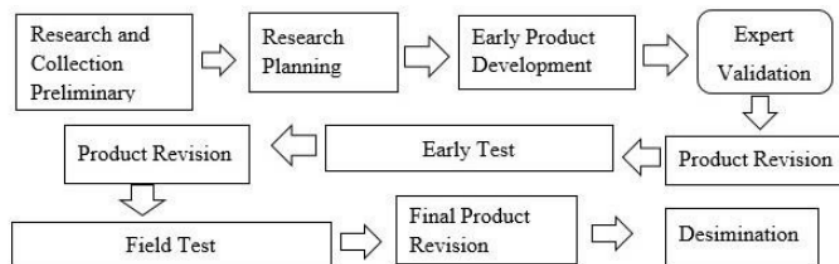 Research and
Collection
Preliminary
Research
Planning
Early Product
Development
Expert
Validation
Product Revision
Early Test
Product Revision
Field Test
Final Product
Revision
Desimination